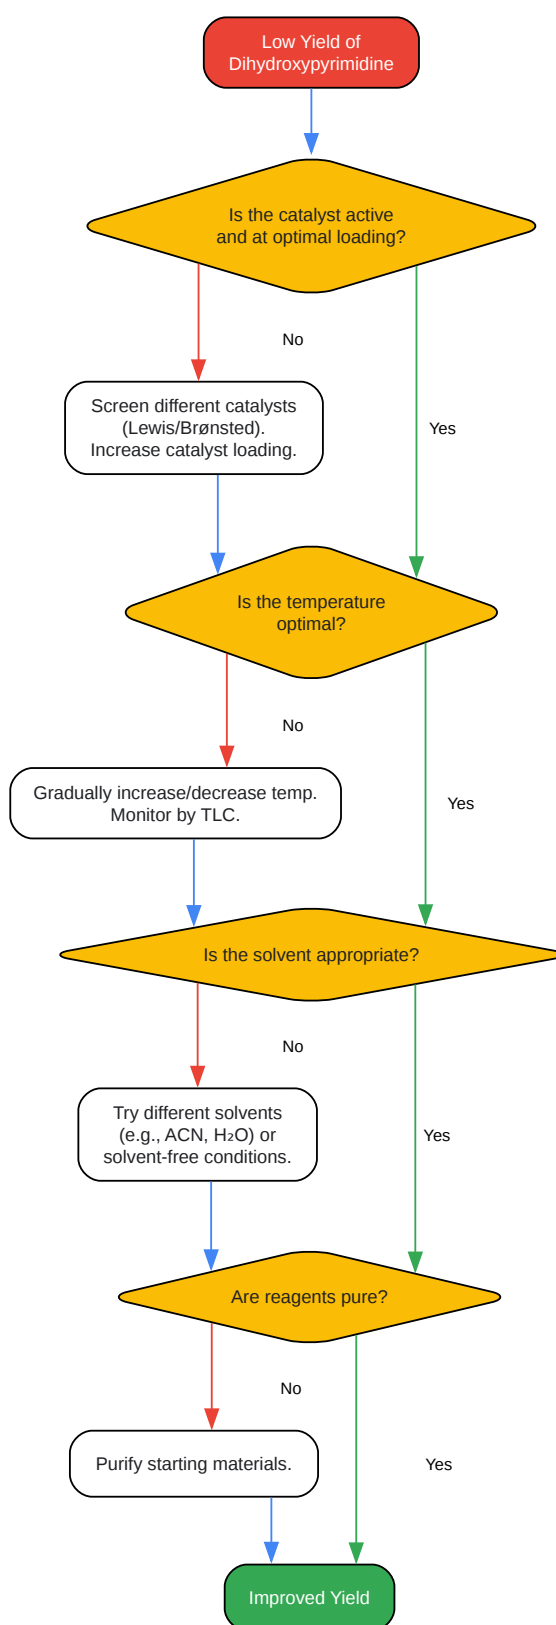 Low Yield of
Dihydroxypyrimidine
Is the catalyst active
and at optimal loading?
No
Screen different catalysts
(Lewis/Brønsted).
Increase catalyst loading.
Yes
Is the temperature
optimal?
No
Gradually increase/decrease temp.
Monitor by TLC.
Yes
Is the solvent appropriate?
No
Try different solvents
(e.g., ACN, H₂O) or
solvent-free conditions.
Yes
Are reagents pure?
No
Purify starting materials.
Yes
Improved Yield